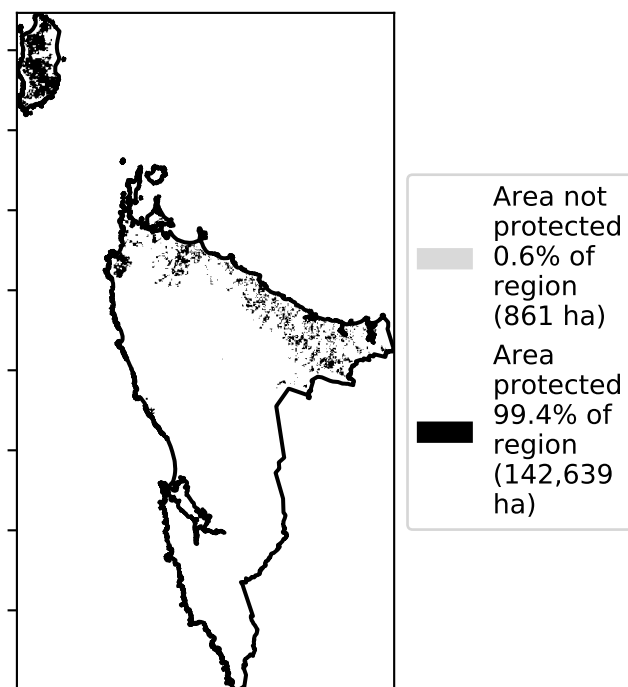 Area not
protected
0.6% of
region
(861 ha)
Area
protected
99.4% of
region
(142,639
ha)